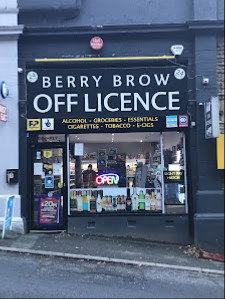 BERRY BROW
OFF LICENCE
ALCOHOL - GROCERIES - ESSENTIALS
CIGARETTES - TOBACCO - E-CIGS
OPEN